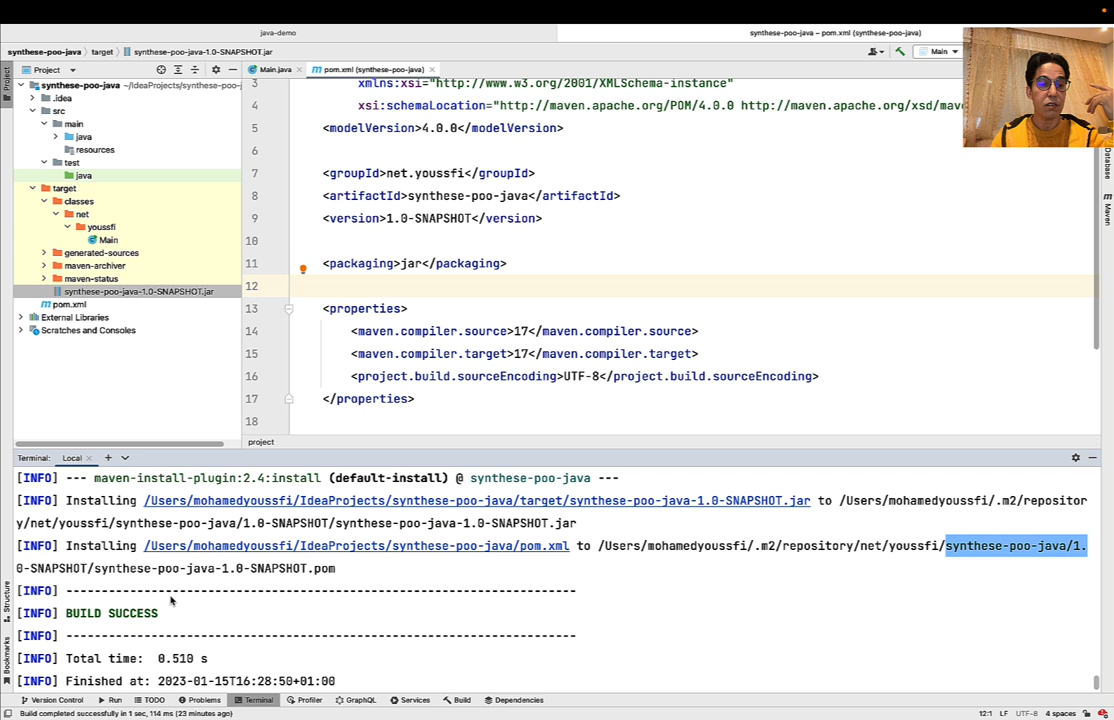 java-demo
synthese-poo-java – pom.xml (synthese-poo-java)
synthese-poo-java › target › synthese-poo-java-1.0-SNAPSHOT.jar
Main
Project
Main.java
pom.xml (synthese-poo-java)
Project
Database
Maven
Structure
Bookmarks
synthese-poo-java ~/IdeaProjects/synthese-poo-j
.idea
src
main
java
resources
test
java
target
classes
net
youssfi
Main
generated-sources
maven-archiver
maven-status
synthese-poo-java-1.0-SNAPSHOT.jar
pom.xml
External Libraries
Scratches and Consoles
3 xmlns:xsi="http://www.w3.org/2001/XMLSchema-instance"
4 xsi:schemaLocation="http://maven.apache.org/POM/4.0.0 http://maven.apache.org/xsd/mave
5 <modelVersion>4.0.0</modelVersion>
6
7 <groupId>net.youssfi</groupId>
8 <artifactId>synthese-poo-java</artifactId>
9 <version>1.0-SNAPSHOT</version>
10
11 <packaging>jar</packaging>
12
13 <properties>
14 <maven.compiler.source>17</maven.compiler.source>
15 <maven.compiler.target>17</maven.compiler.target>
16 <project.build.sourceEncoding>UTF-8</project.build.sourceEncoding>
17 </properties>
18
project
Terminal: Local
[INFO] --- maven-install-plugin:2.4:install (default-install) @ synthese-poo-java ---
[INFO] Installing /Users/mohamedyoussfi/IdeaProjects/synthese-poo-java/target/synthese-poo-java-1.0-SNAPSHOT.jar to /Users/mohamedyoussfi/.m2/repositor
y/net/youssfi/synthese-poo-java/1.0-SNAPSHOT/synthese-poo-java-1.0-SNAPSHOT.jar
[INFO] Installing /Users/mohamedyoussfi/IdeaProjects/synthese-poo-java/pom.xml to /Users/mohamedyoussfi/.m2/repository/net/youssfi/synthese-poo-java/1.
0-SNAPSHOT/synthese-poo-java-1.0-SNAPSHOT.pom
[INFO] ------------------------------------------------------------------------
[INFO] BUILD SUCCESS
[INFO] ------------------------------------------------------------------------
[INFO] Total time:  0.510 s
[INFO] Finished at: 2023-01-15T16:28:50+01:00
Version Control Run TODO Problems Terminal Profiler GraphQL Services Build Dependencies
Build completed successfully in 1 sec, 114 ms (23 minutes ago) 12:1 LF UTF-8 4 spaces